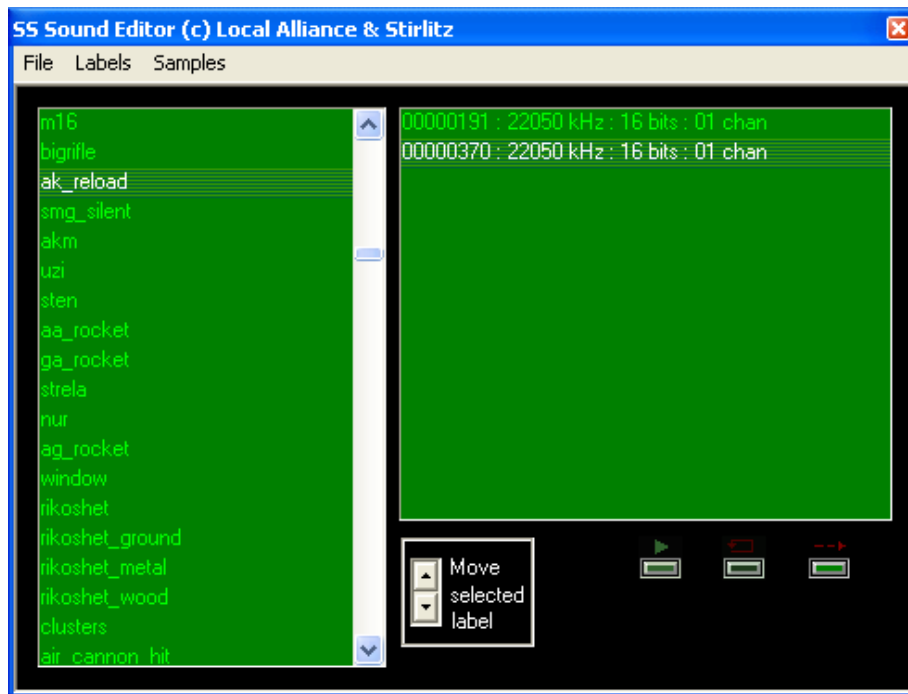 SS Sound Editor (c) Local Alliance & Stirlitz
File Labels Samples
m16
bigrifle
ak_reload
smg_silent
akm
uzi
sten
aa_rocket
ga_rocket
strela
nur
ag_rocket
window
rikoshet
rikoshet_ground
rikoshet_metal
rikoshet_wood
clusters
air_cannon_hit
00000191 : 22050 kHz : 16 bits : 01 chan
00000370 : 22050 kHz : 16 bits : 01 chan
Move
selected
label